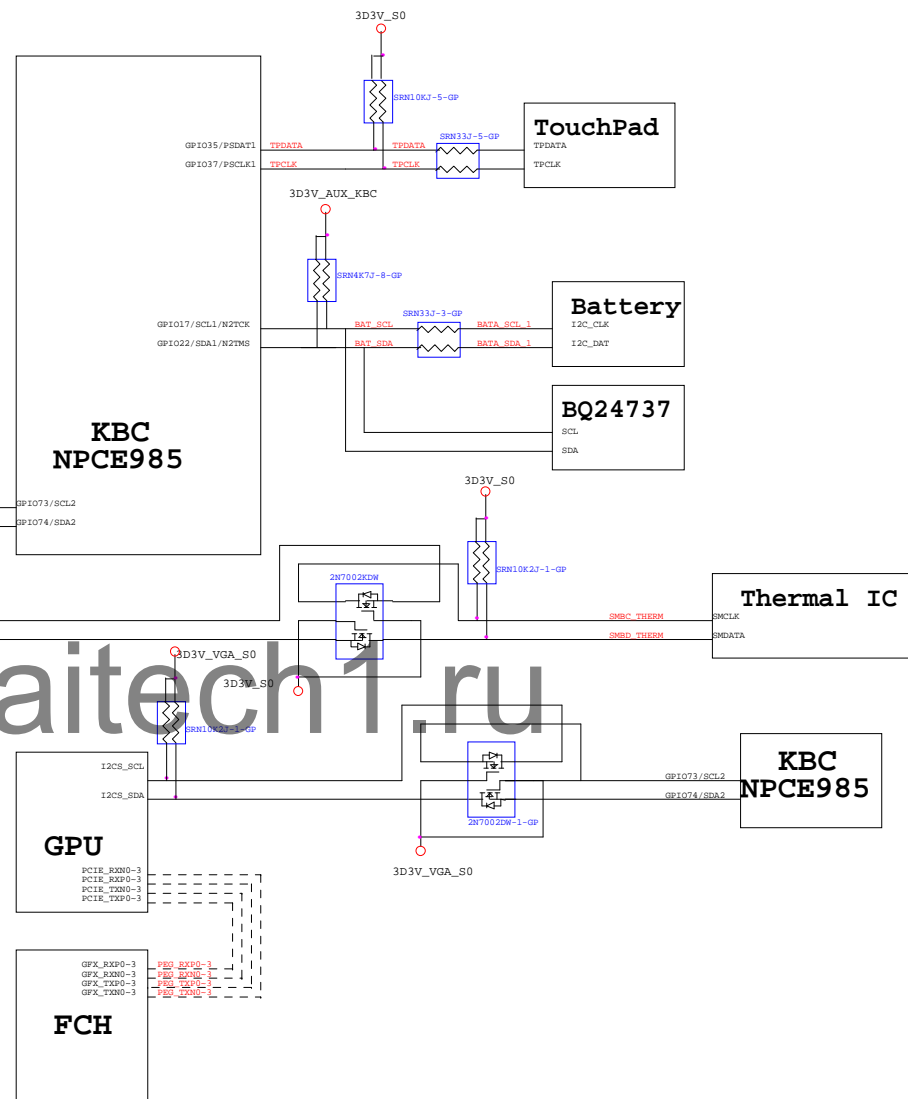 3D3V_S0
SRN10KJ-5-GP
TouchPad
SRN33J-5-GP
GPIO35/PSDAT1 TPDATA TPDATA TPDATA
GPIO37/PSCLK1 TPCLK TPCLK TPCLK
3D3V_AUX_KBC
SRN4K7J-8-GP
Battery
SRN33J-3-GP
GPIO17/SCL1/N2TCK BAT_SCL BATA_SCL_1 I2C_CLK
GPIO22/SDA1/N2TMS BAT_SDA BATA_SDA_1 I2C_DAT
BQ24737
SCL
SDA
KBC
NPCE985
3D3V_S0
GPIO73/SCL2
GPIO74/SDA2
SRN10K2J-1-GP
2N7002KDW
Thermal IC
SMBC_THERM SMCLK
SMBD_THERM SMDATA
3D3V_VGA_S0
3D3V_S0
aitech1.ru
SRN10K2J-1-GP
I2CS_SCL
I2CS_SDA
GPU
KBC
NPCE985
GPIO73/SCL2
GPIO74/SDA2
2N7002DW-1-GP
3D3V_VGA_S0
PCIE_RXN0-3
PCIE_RXP0-3
PCIE_TXN0-3
PCIE_TXP0-3
GFX_RXP0-3 PEG_RXP0-3
GFX_RXN0-3 PEG_RXN0-3
GFX_TXP0-3 PEG_TXP0-3
GFX_TXN0-3 PEG_TXN0-3
FCH